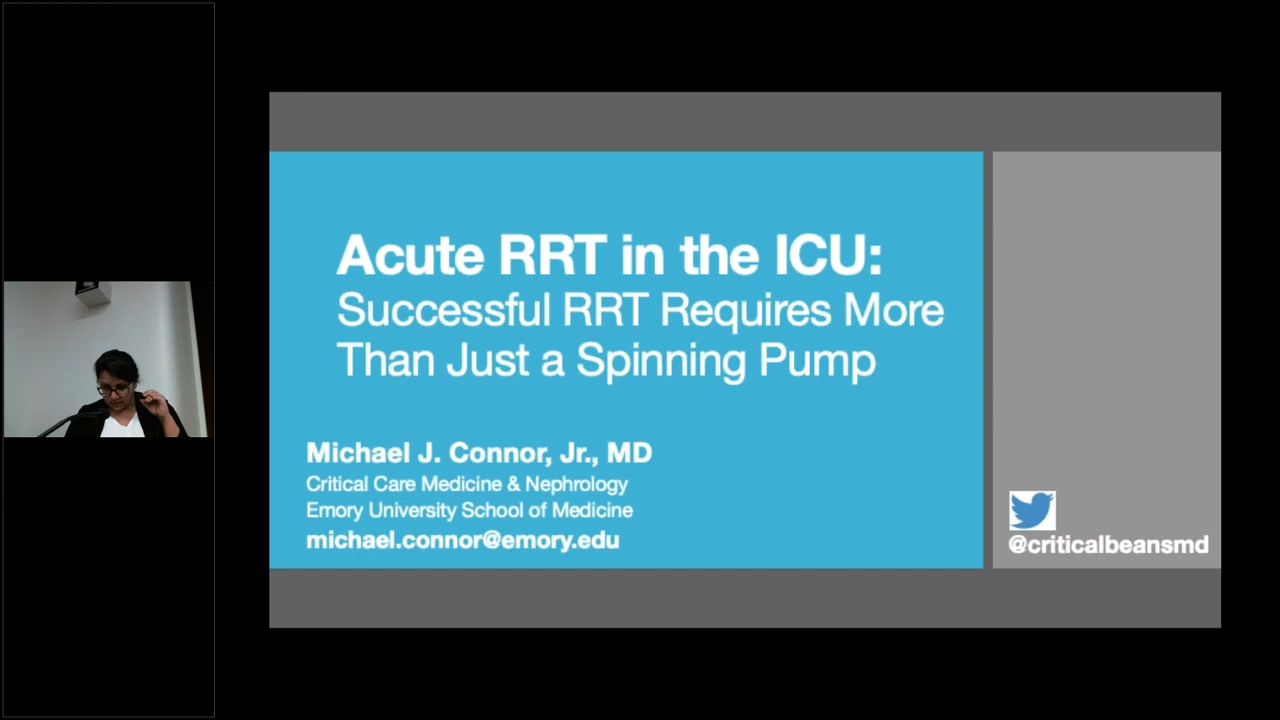 Acute RRT in the ICU:
Successful RRT Requires More
Than Just a Spinning Pump
Michael J. Connor, Jr., MD
Critical Care Medicine & Nephrology
Emory University School of Medicine
michael.connor@emory.edu
@criticalbeansmd